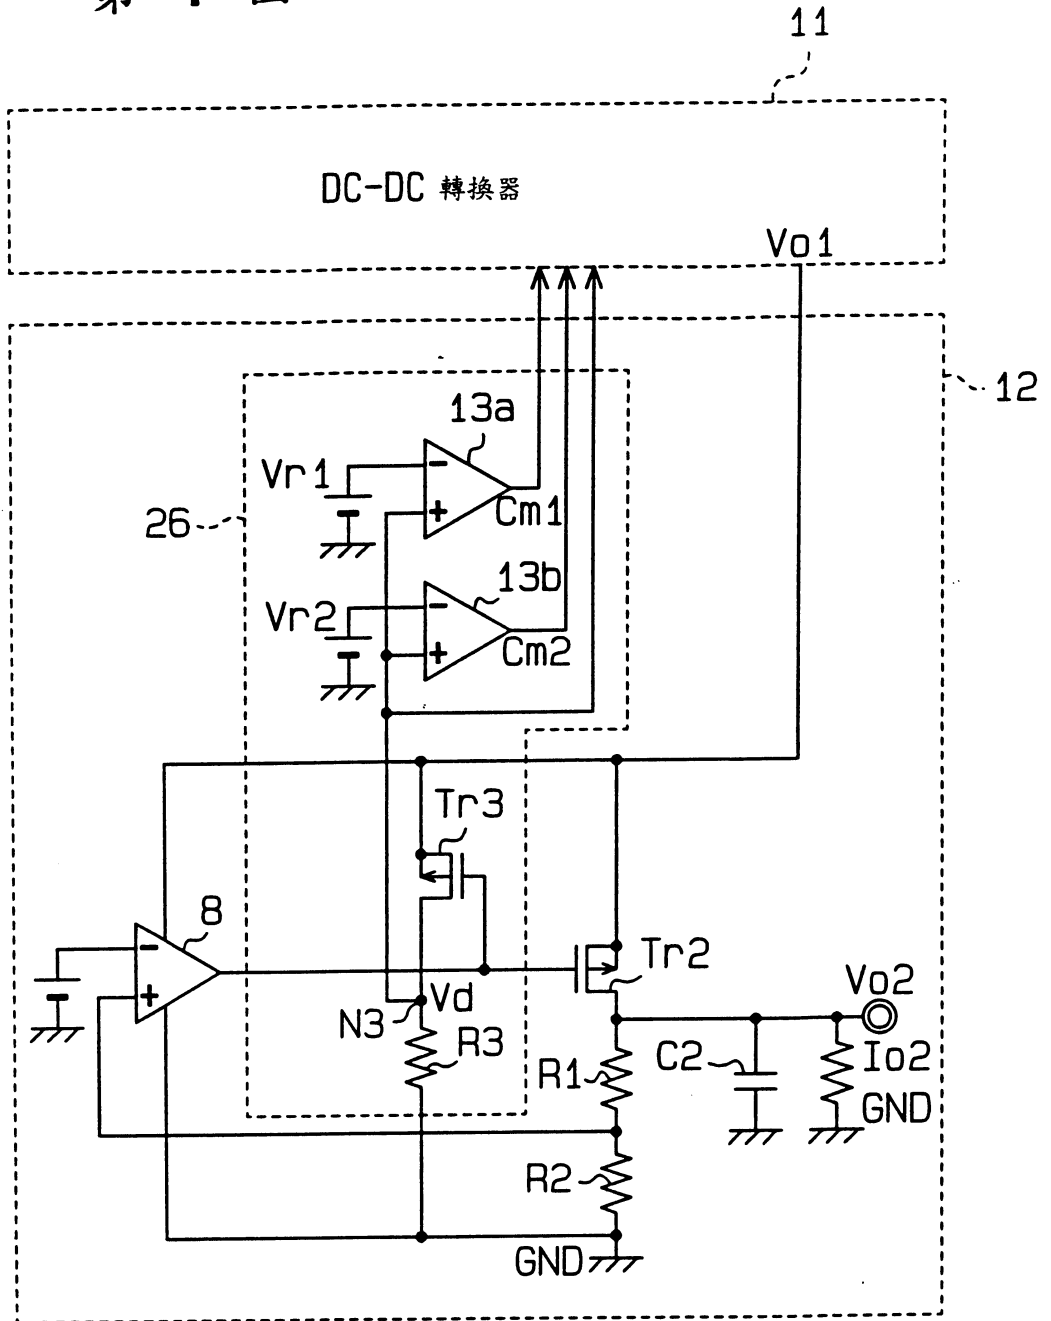 11
DC-DC 轉換器
Vo1
12
13a
Vr1
-
+
Cm1
26
13b
Vr2
-
+
Cm2
Tr3
8
-
+
Tr2
Vd
Vo2
N3
R3
C2
Io2
R1
GND
R2
GND